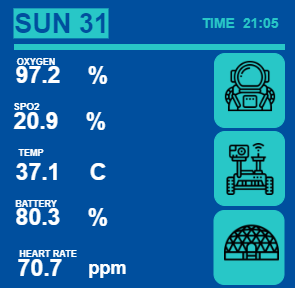 SUN 31
TIME 21:05
OXYGEN
97.2 %
SPO2
20.9 %
TEMP
37.1 C
BATTERY
80.3 %
HEART RATE
70.7 ppm